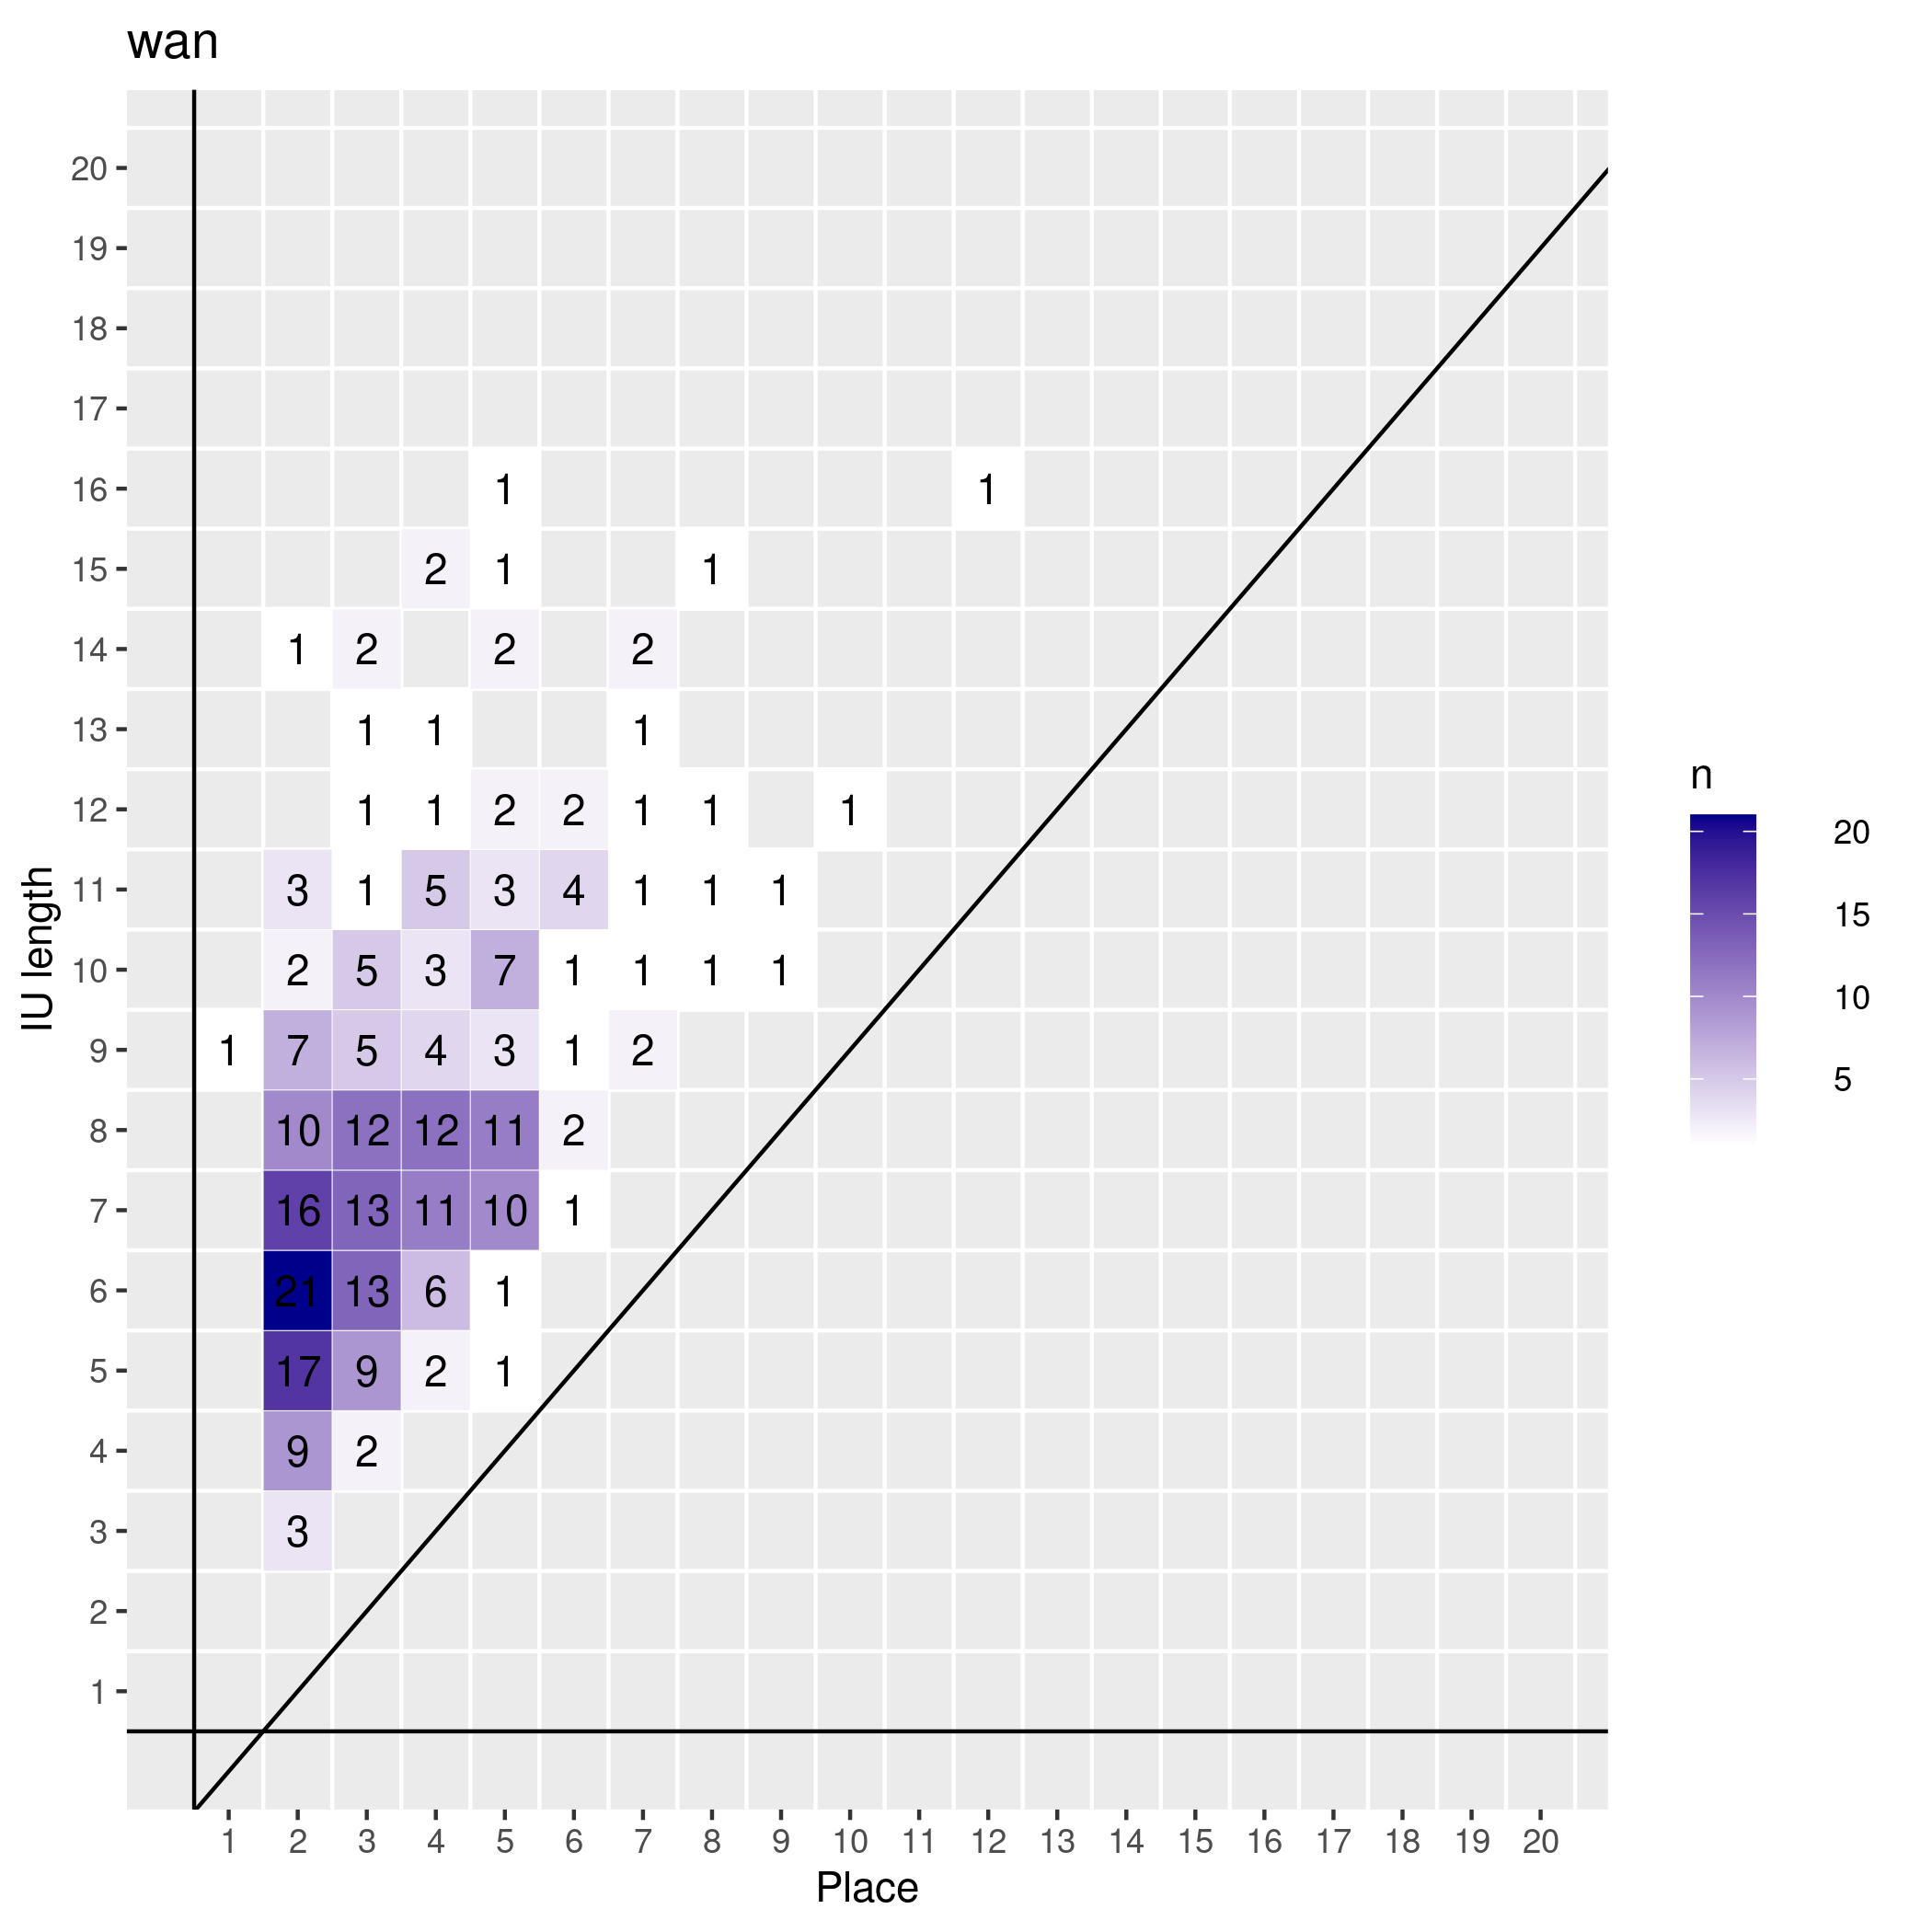 wan
20
19
18
17
16 1 1
15 2 1 1
14 1 2 2 2
13 1 1 1
12 1 1 2 2 1 1 1
11 3 1 5 3 4 1 1 1
10 2 5 3 7 1 1 1 1
9 1 7 5 4 3 1 2
8 10 12 12 11 2
7 16 13 11 10 1
6 21 13 6 1
5 17 9 2 1
4 9 2
3 3
2
1
1 2 3 4 5 6 7 8 9 10 11 12 13 14 15 16 17 18 19 20
Place
IU length
n
20
15
10
5